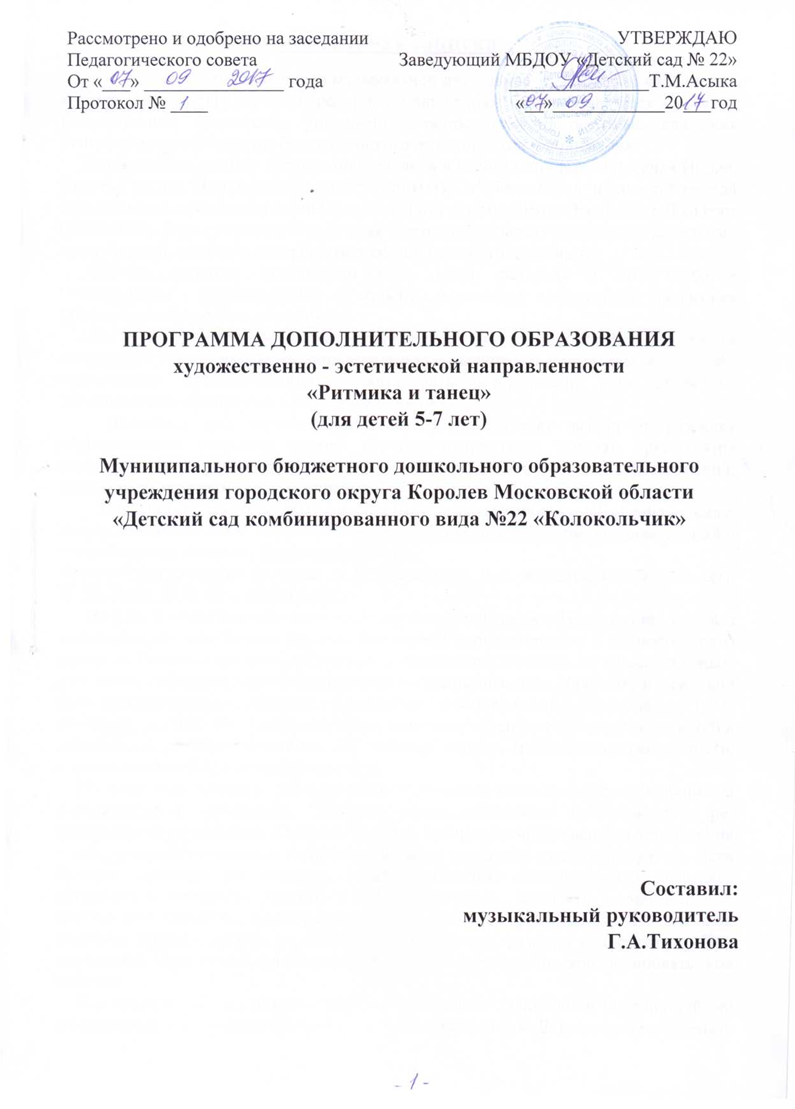 Рассмотрено и одобрено на заседании
Педагогического совета
От «07» 09 2017 года
Протокол № 1
УТВЕРЖДАЮ
Заведующий МБДОУ «Детский сад № 22»
Т.М.Асыка
«07» 09 2017год
ПРОГРАММА ДОПОЛНИТЕЛЬНОГО ОБРАЗОВАНИЯ
художественно - эстетической направленности
«Ритмика и танец»
(для детей 5-7 лет)
Муниципального бюджетного дошкольного образовательного
учреждения городского округа Королев Московской области
«Детский сад комбинированного вида №22 «Колокольчик»
Составил:
музыкальный руководитель
Г.А.Тихонова
- 1 -